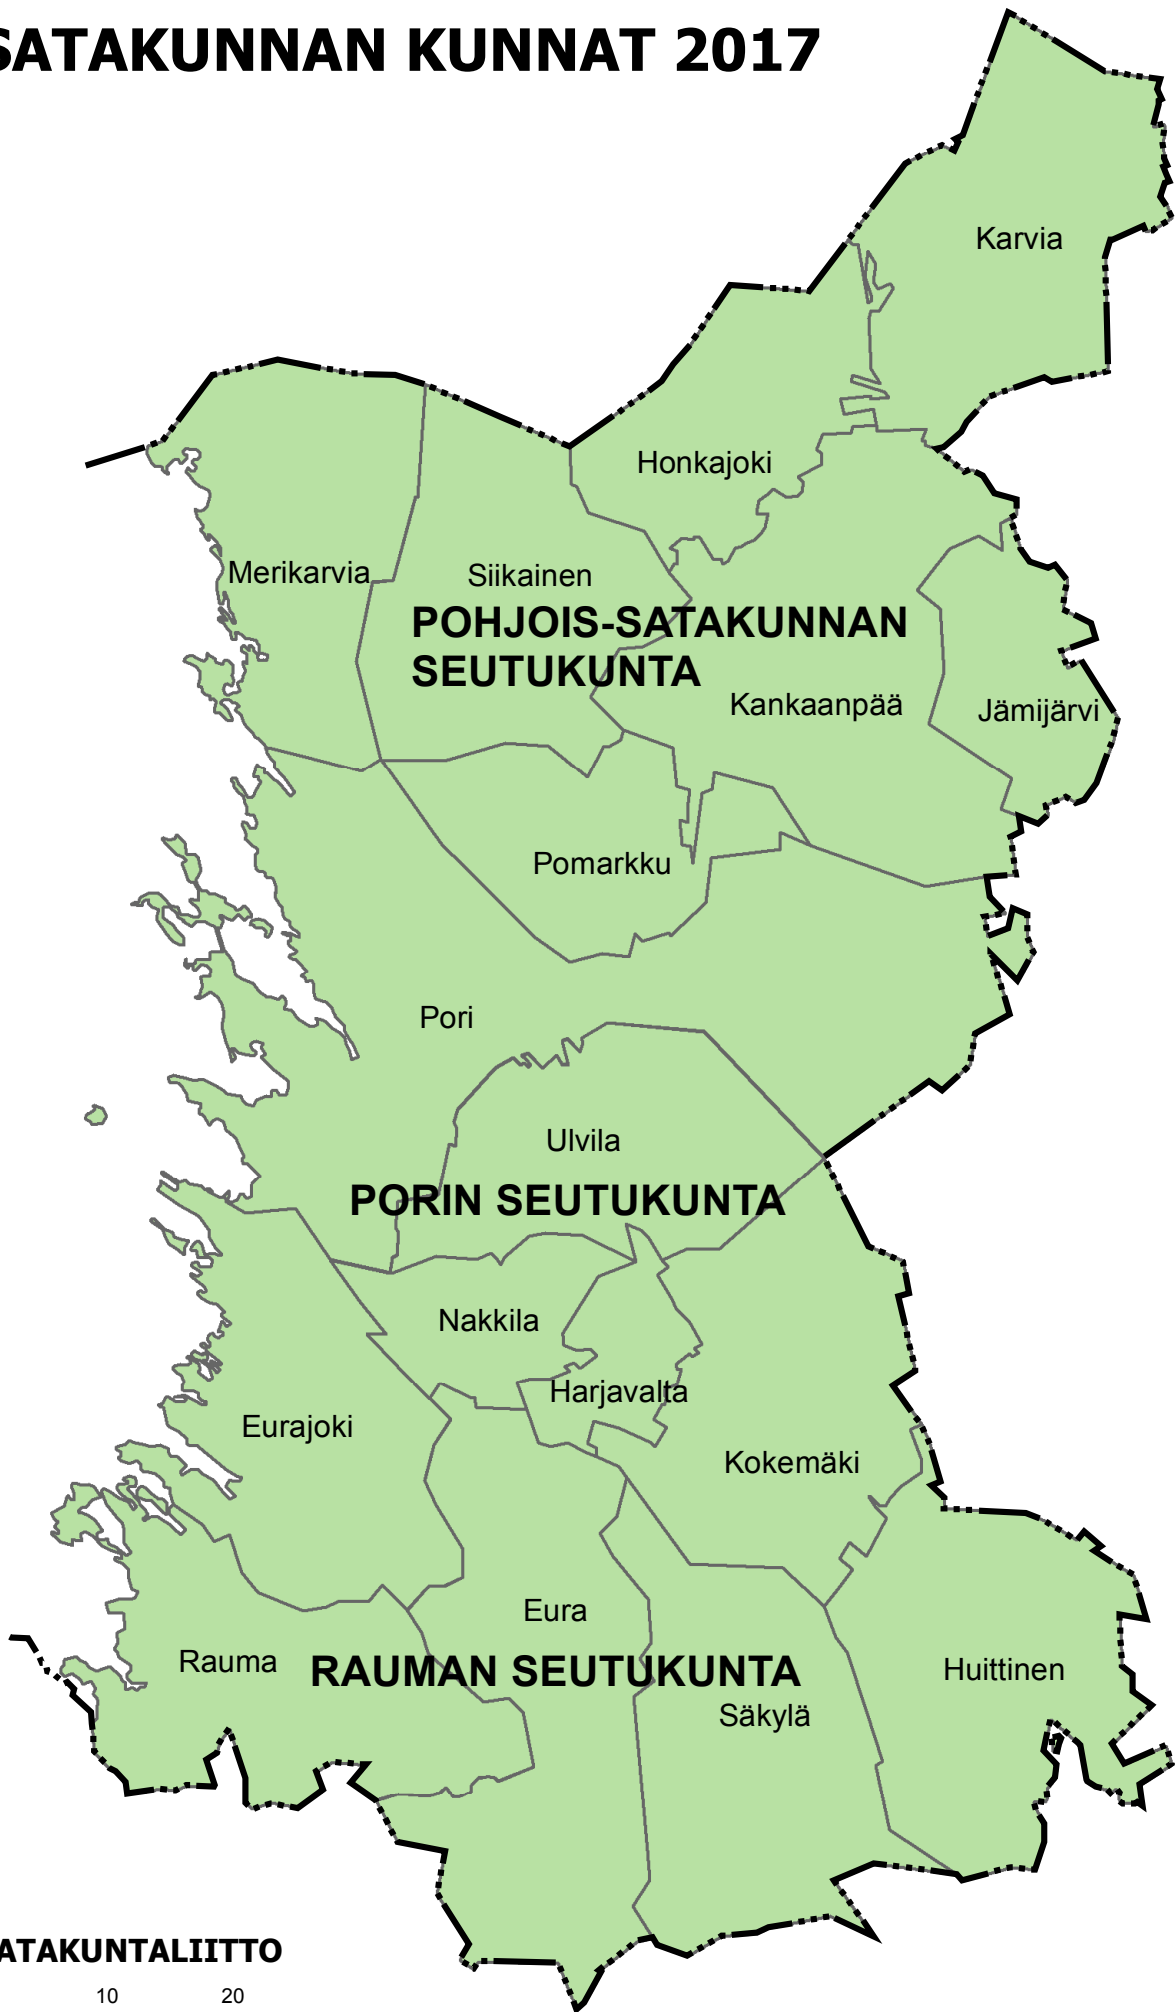 SATAKUNNAN KUNNAT 2017
Karvia
Honkajoki
Merikarvia
Siikainen
POHJOIS-SATAKUNNAN
SEUTUKUNTA
Kankaanpää
Jämijärvi
Pomarkku
Pori
Ulvila
PORIN SEUTUKUNTA
Nakkila
Harjavalta
Eurajoki
Kokemäki
Eura
Rauma
RAUMAN SEUTUKUNTA
Huittinen
Säkylä
ATAKUNTALIITTO
10 20